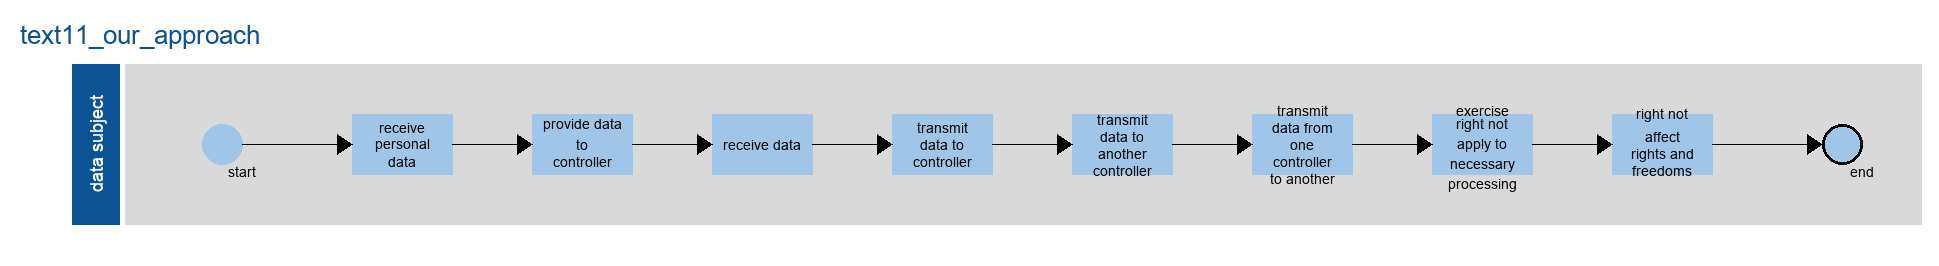 text11_our_approach
data subject
start
receive
personal
data
provide data
to
controller
receive data
transmit
data to
controller
transmit
data to
another
controller
transmit
data from
one
controller
to another
exercise
right not
apply to
necessary
processing
right not
affect
rights and
freedoms
end